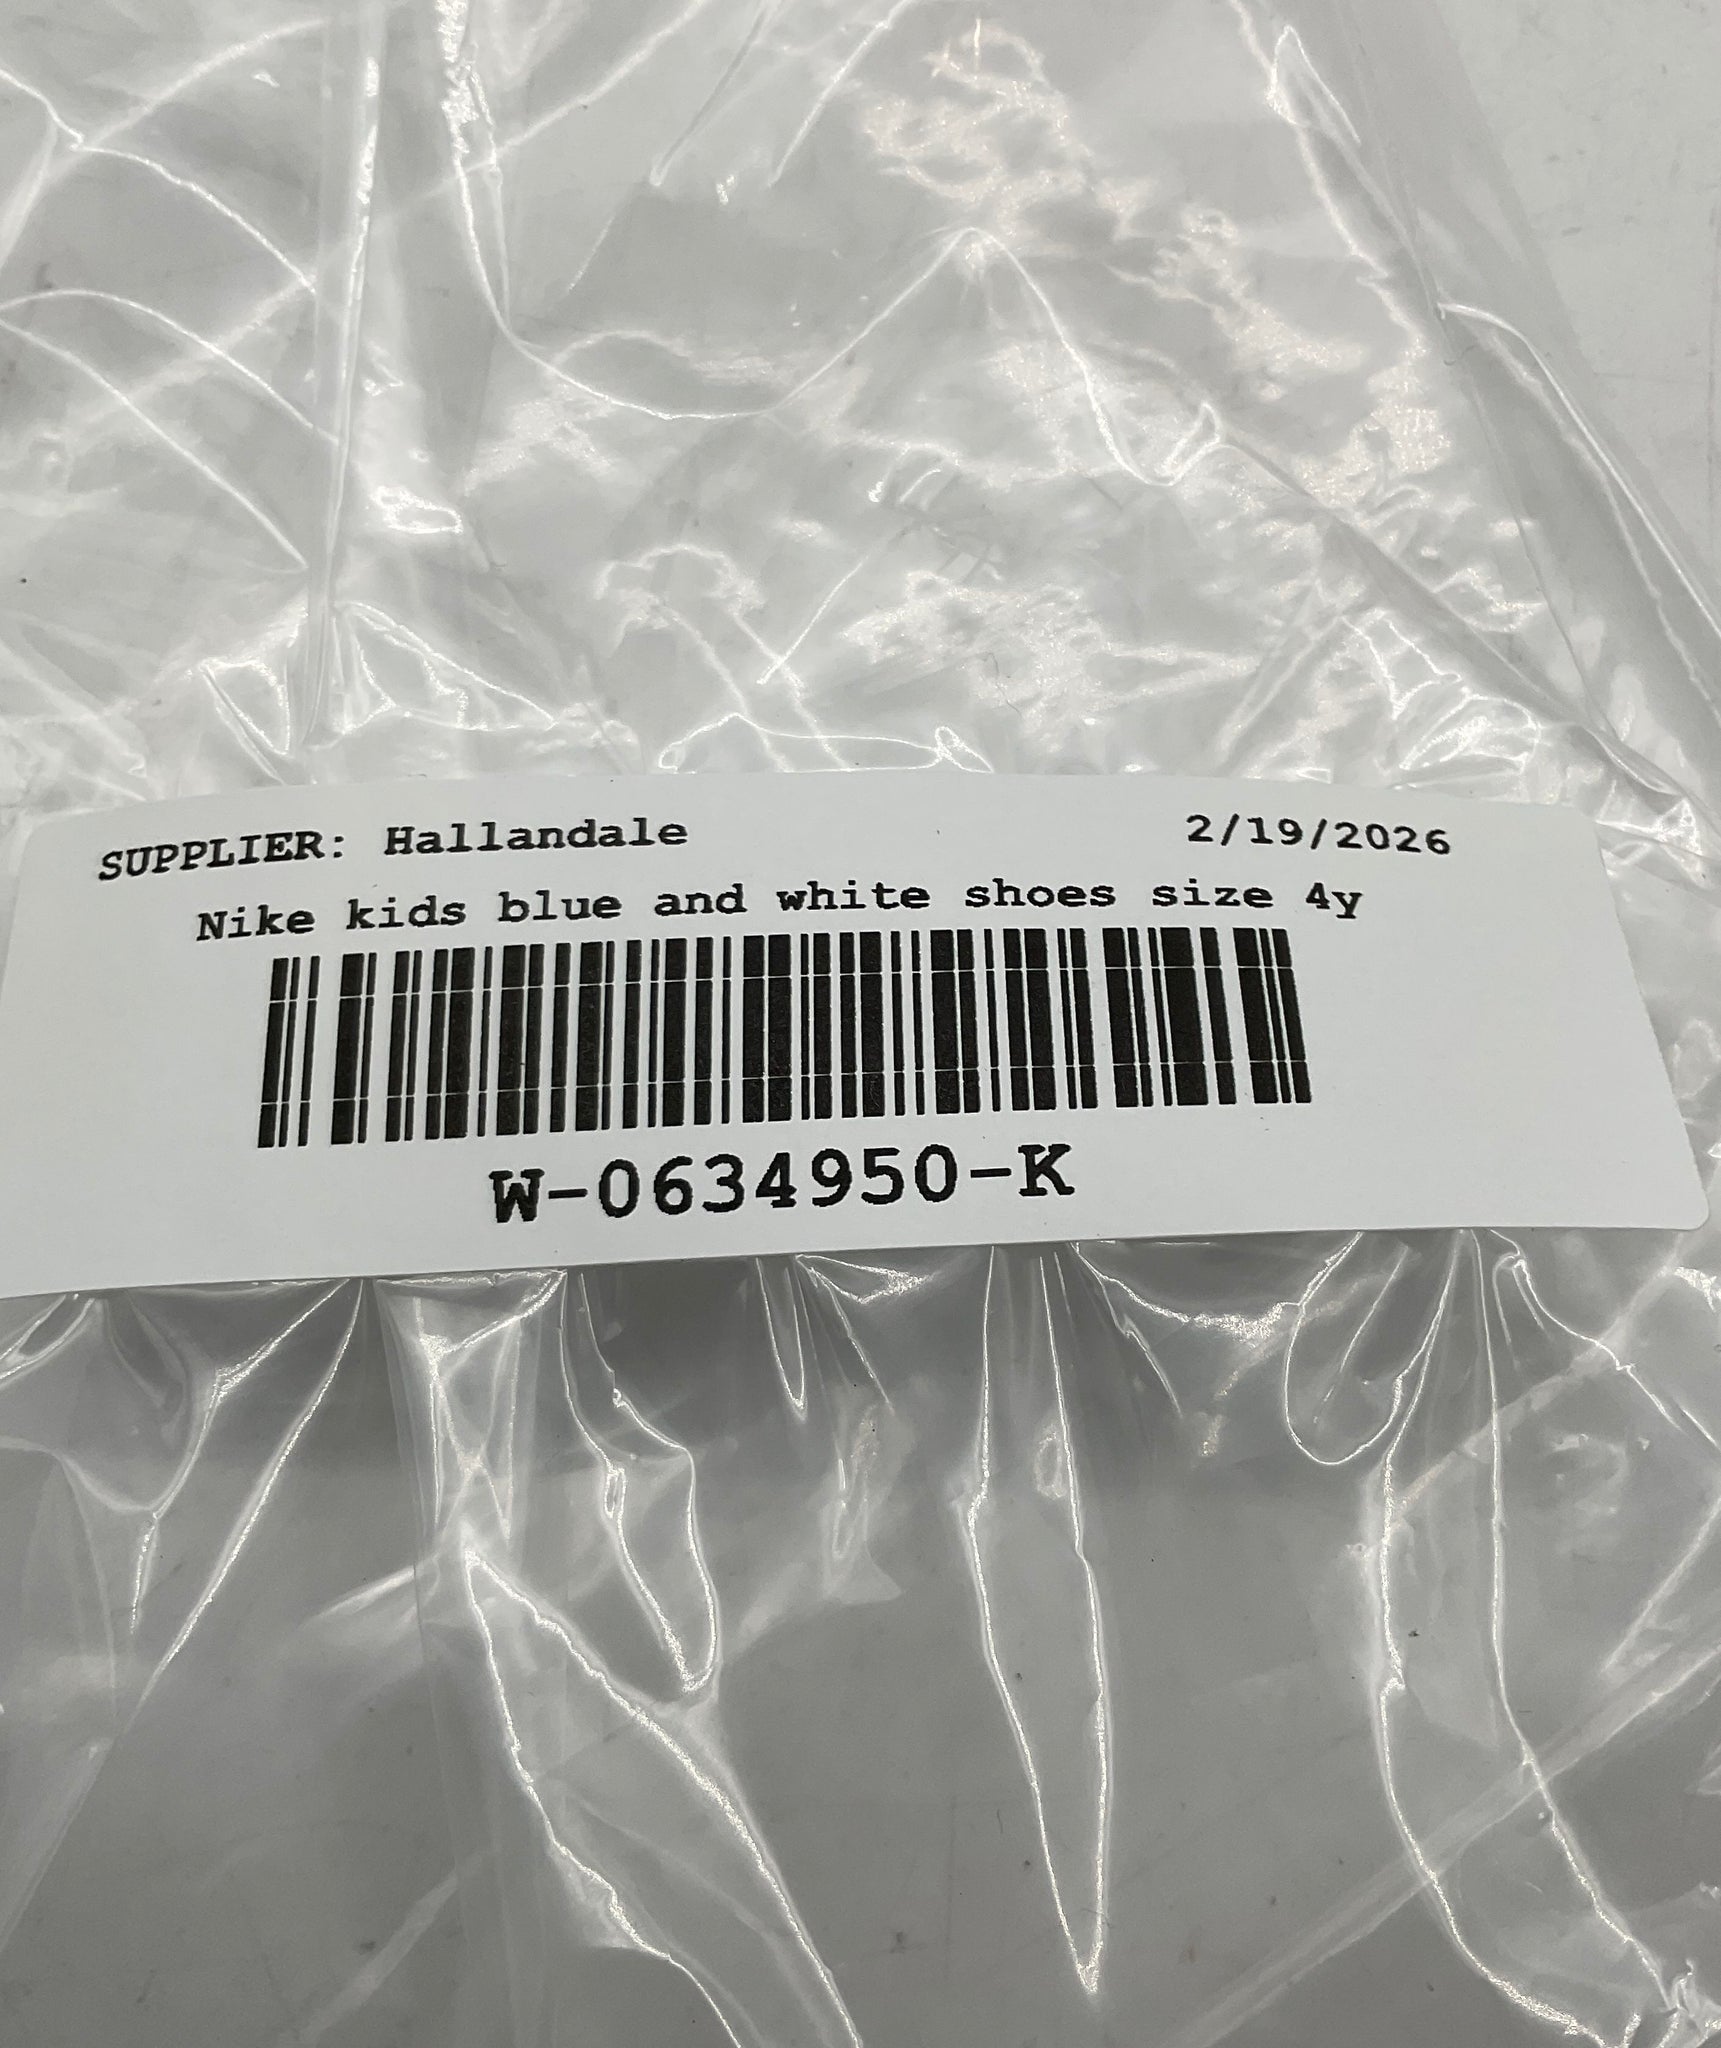 SUPPLIER: Hallandale 2/19/2026
Nike kids blue and white shoes size 4y
W-0634950-K